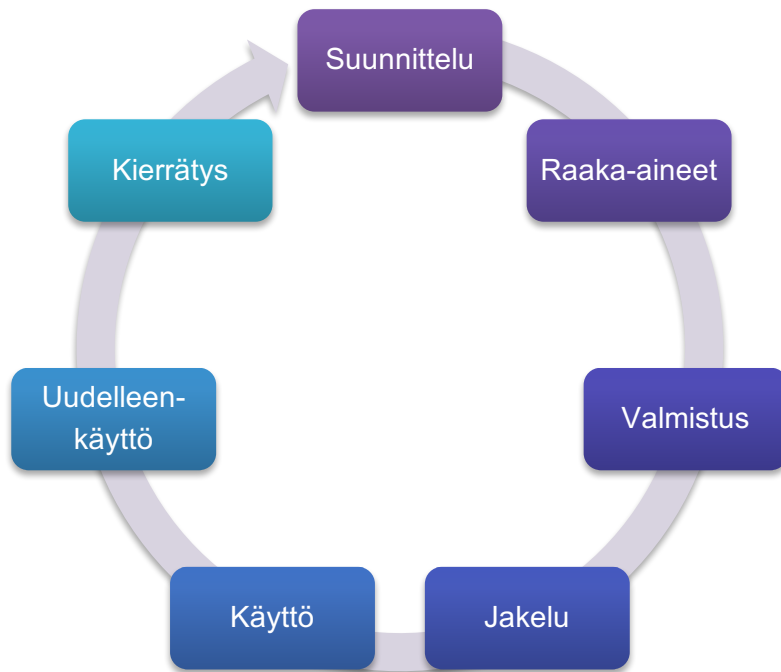 Suunnittelu
Raaka-aineet
Valmistus
Jakelu
Käyttö
Uudelleen-
käyttö
Kierrätys